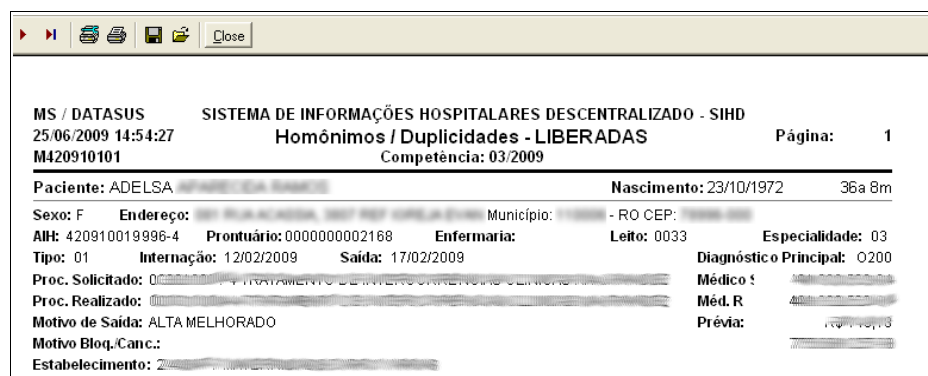 Close
MS / DATASUS SISTEMA DE INFORMAÇÕES HOSPITALARES DESCENTRALIZADO - SIHD
25/06/2009 14:54:27 Homônimos / Duplicidades - LIBERADAS Página: 1
M420910101 Competência: 03/2009
Paciente: ADELSA Nascimento: 23/10/1972 36a 8m
Sexo: F Endereço: Município: - RO CEP:
AIH: 420910019996-4 Prontuário: 0000000002168 Enfermaria: Leito: 0033 Especialidade: 03
Tipo: 01 Internação: 12/02/2009 Saída: 17/02/2009 Diagnóstico Principal: O200
Proc. Solicitado: Médico
Proc. Realizado: Méd. R
Motivo de Saída: ALTA MELHORADO Prévia:
Motivo Bloq./Canc.:
Estabelecimento: